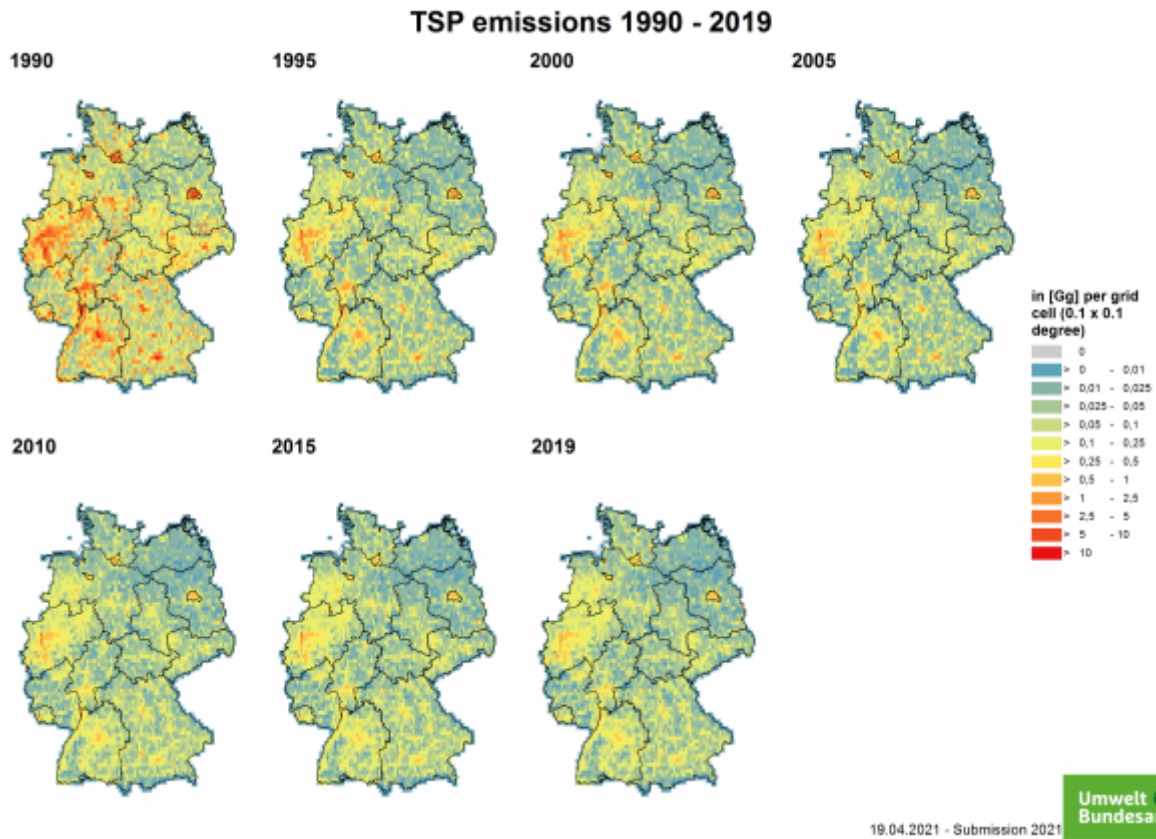 TSP emissions 1990 - 2019
1990
1995
2000
2005
in [Gg] per grid
cell (0.1 x 0.1
degree)
0
> 0 - 0,01
> 0,01 - 0,025
> 0,025 - 0,05
> 0,05 - 0,1
> 0,1 - 0,25
> 0,25 - 0,5
> 0,5 - 1
> 1 - 2,5
> 2,5 - 5
> 5 - 10
> 10
2010
2015
2019
19.04.2021 - Submission 2021
Umwelt
Bundesa